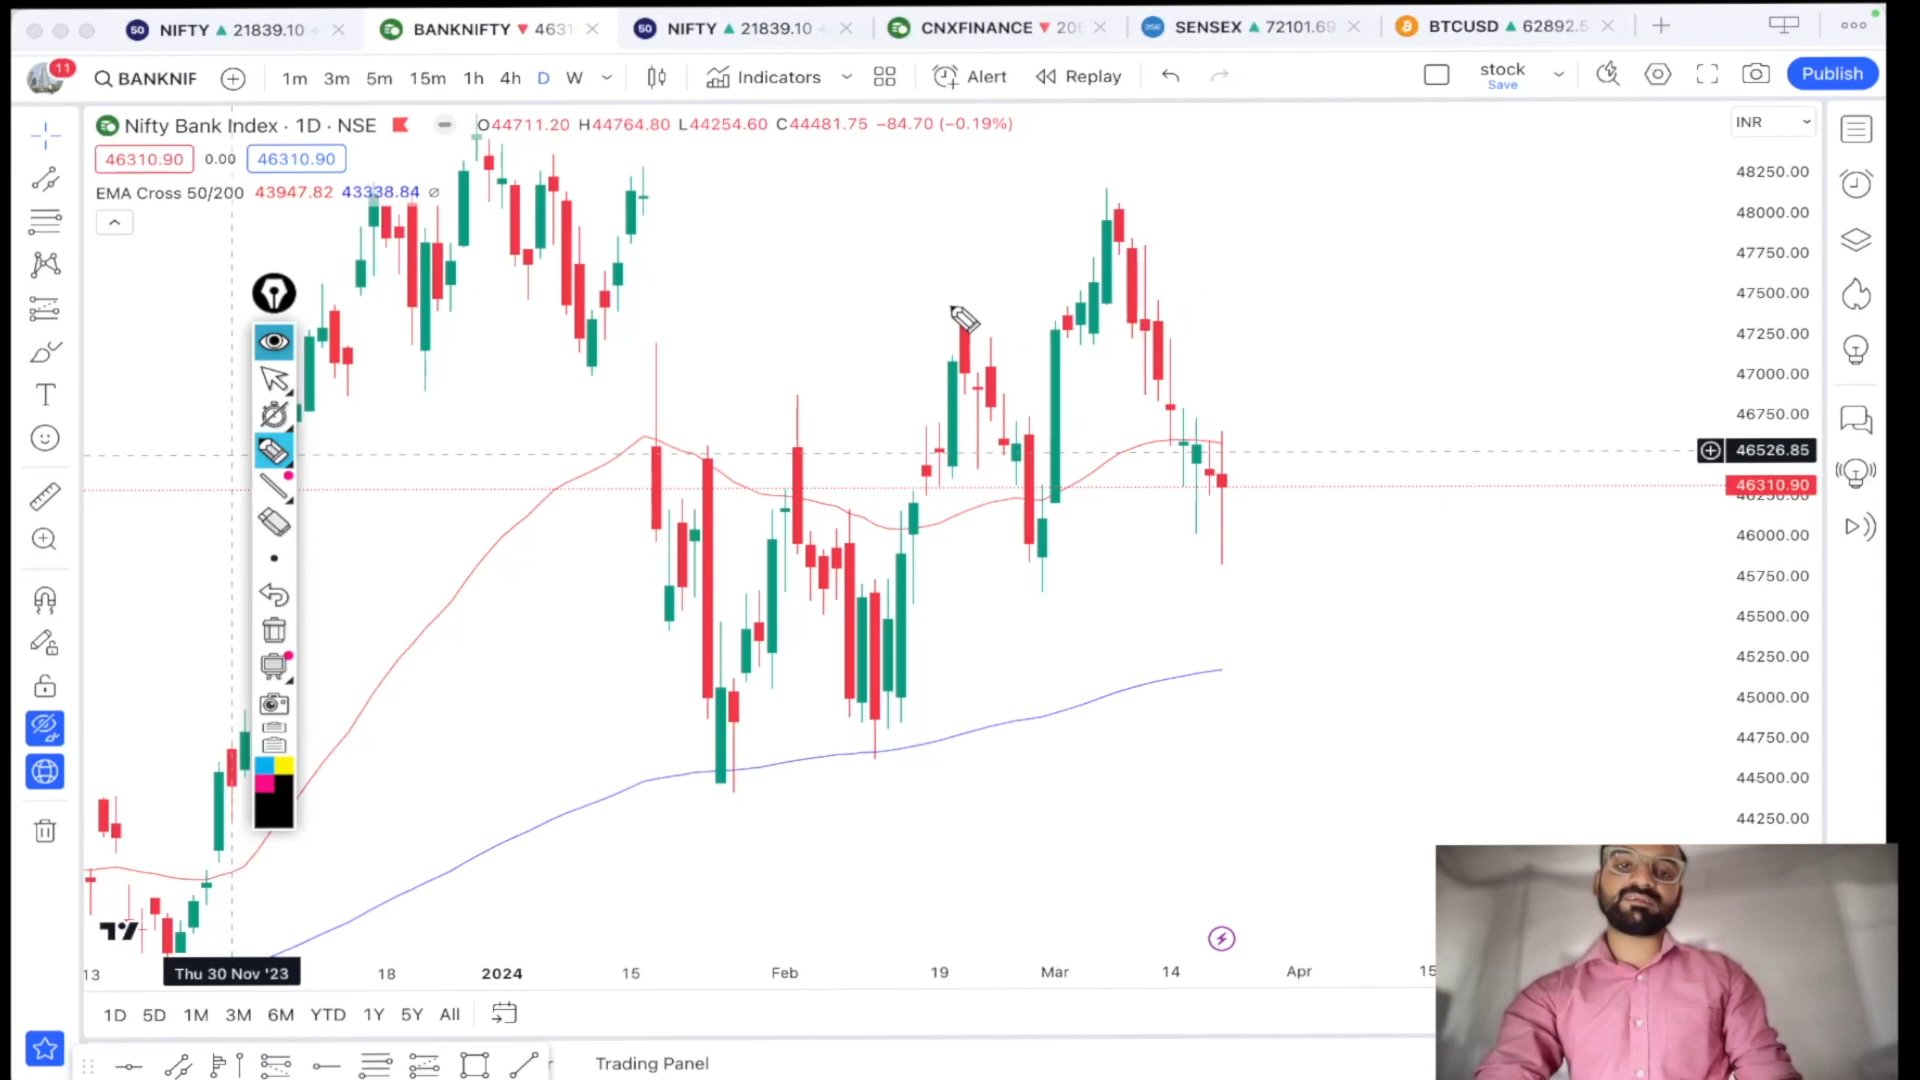 NIFTY 21839.10
BANKNIFTY 4631
NIFTY 21839.10
CNXFINANCE
SENSEX 72101.69
BTCUSD 62892.5
11
BANKNIF
1m 3m 5m 15m 1h 4h D W
Indicators
Alert
Replay
stock
Save
Publish
Nifty Bank Index · 1D · NSE
O44711.20 H44764.80 L44254.60 C44481.75 −84.70 (−0.19%)
INR
46310.90 0.00 46310.90
EMA Cross 50/200 43947.82 43338.84 ∅
48250.00
48000.00
47750.00
47500.00
47250.00
47000.00
46750.00
46526.85
46310.90
46000.00
45750.00
45500.00
45250.00
45000.00
44750.00
44500.00
44250.00
13 Thu 30 Nov '23 18 2024 15 Feb 19 Mar 14 Apr 15
1D 5D 1M 3M 6M YTD 1Y 5Y All
Trading Panel